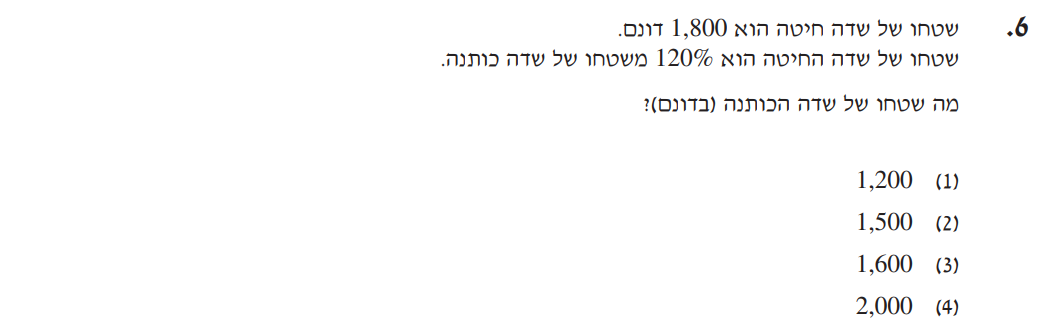 6. שטחו של שדה חיטה הוא 1,800 דונם.
שטחו של שדה החיטה הוא 120% משטחו של שדה כותנה.
מה שטחו של שדה הכותנה (בדונם)?
(1) 1,200
(2) 1,500
(3) 1,600
(4) 2,000